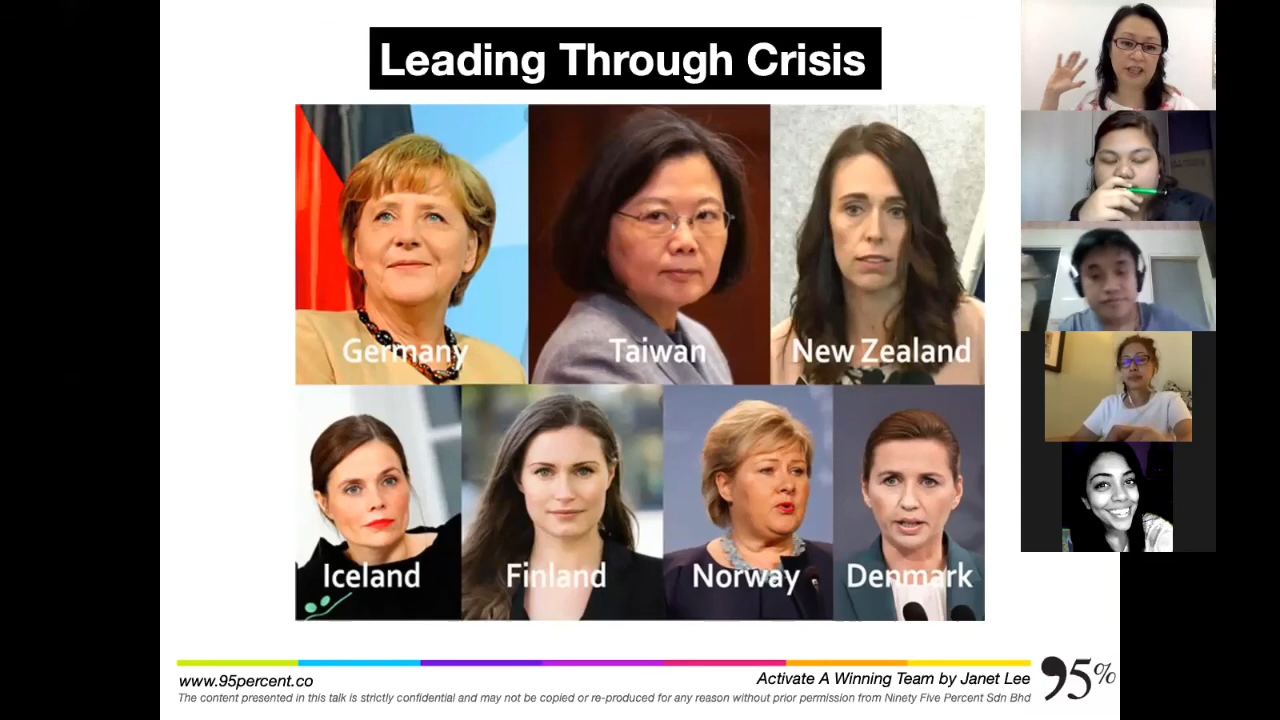 Leading Through Crisis
Germany
Taiwan
New Zealand
Iceland
Finland
Norway
Denmark
www.95percent.co
Activate A Winning Team by Janet Lee
95%
The content presented in this talk is strictly confidential and may not be copied or re-produced for any reason without prior permission from Ninety Five Percent Sdn Bhd